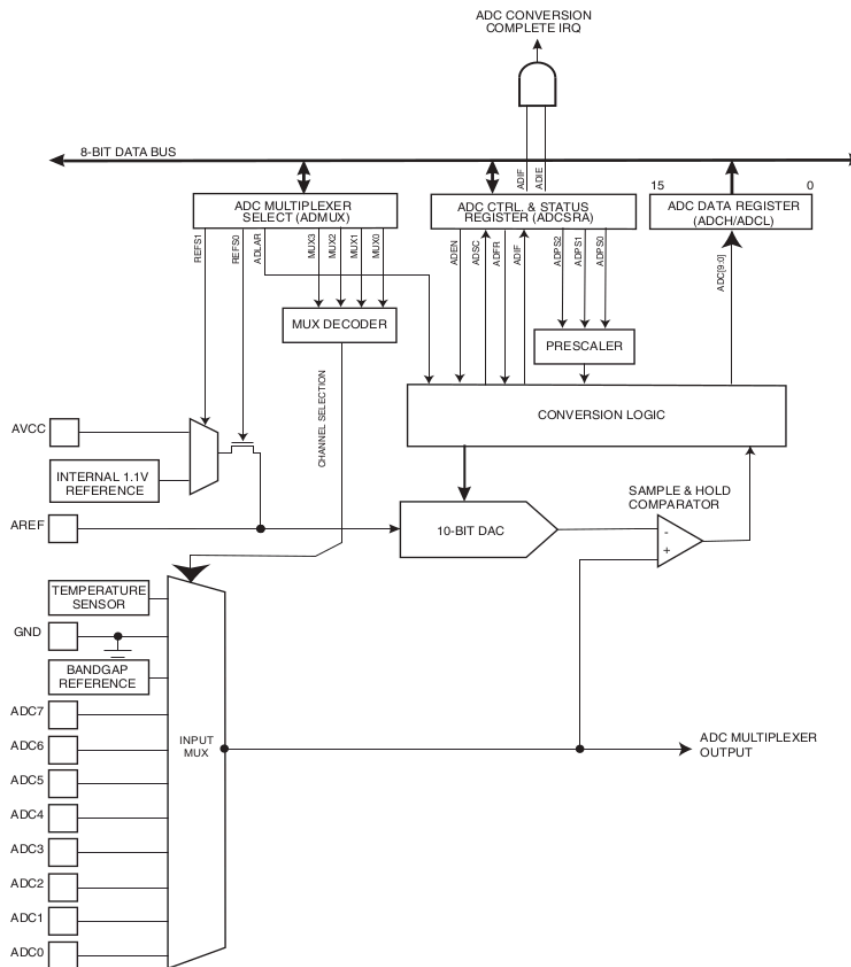 ADC CONVERSION
COMPLETE IRQ
8-BIT DATA BUS
ADIF
ADIE
15
0
ADC MULTIPLEXER
SELECT (ADMUX)
ADC CTRL. & STATUS
REGISTER (ADCSRA)
ADC DATA REGISTER
(ADCH/ADCL)
REFS1
REFS0
ADLAR
MUX3
MUX2
MUX1
MUX0
ADEN
ADSC
ADFR
ADIF
ADPS2
ADPS1
ADPS0
ADC[9:0]
MUX DECODER
PRESCALER
CHANNEL SELECTION
CONVERSION LOGIC
AVCC
INTERNAL 1.1V
REFERENCE
SAMPLE & HOLD
COMPARATOR
AREF
10-BIT DAC
-
+
TEMPERATURE
SENSOR
GND
BANDGAP
REFERENCE
ADC7
ADC6
INPUT
MUX
ADC MULTIPLEXER
OUTPUT
ADC5
ADC4
ADC3
ADC2
ADC1
ADC0